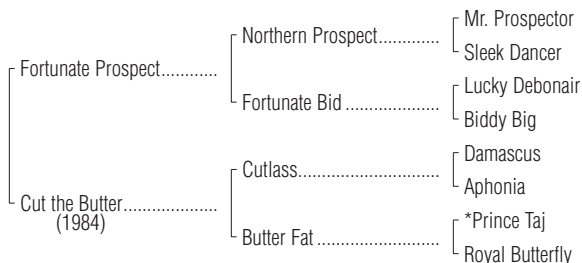 Mr. Prospector
Northern Prospect............
Sleek Dancer
Fortunate Prospect...........
Lucky Debonair
Fortunate Bid ....................
Biddy Big
Damascus
Cutlass..............................
Aphonia
Cut the Butter...................
(1984)
*Prince Taj
Butter Fat ..........................
Royal Butterfly